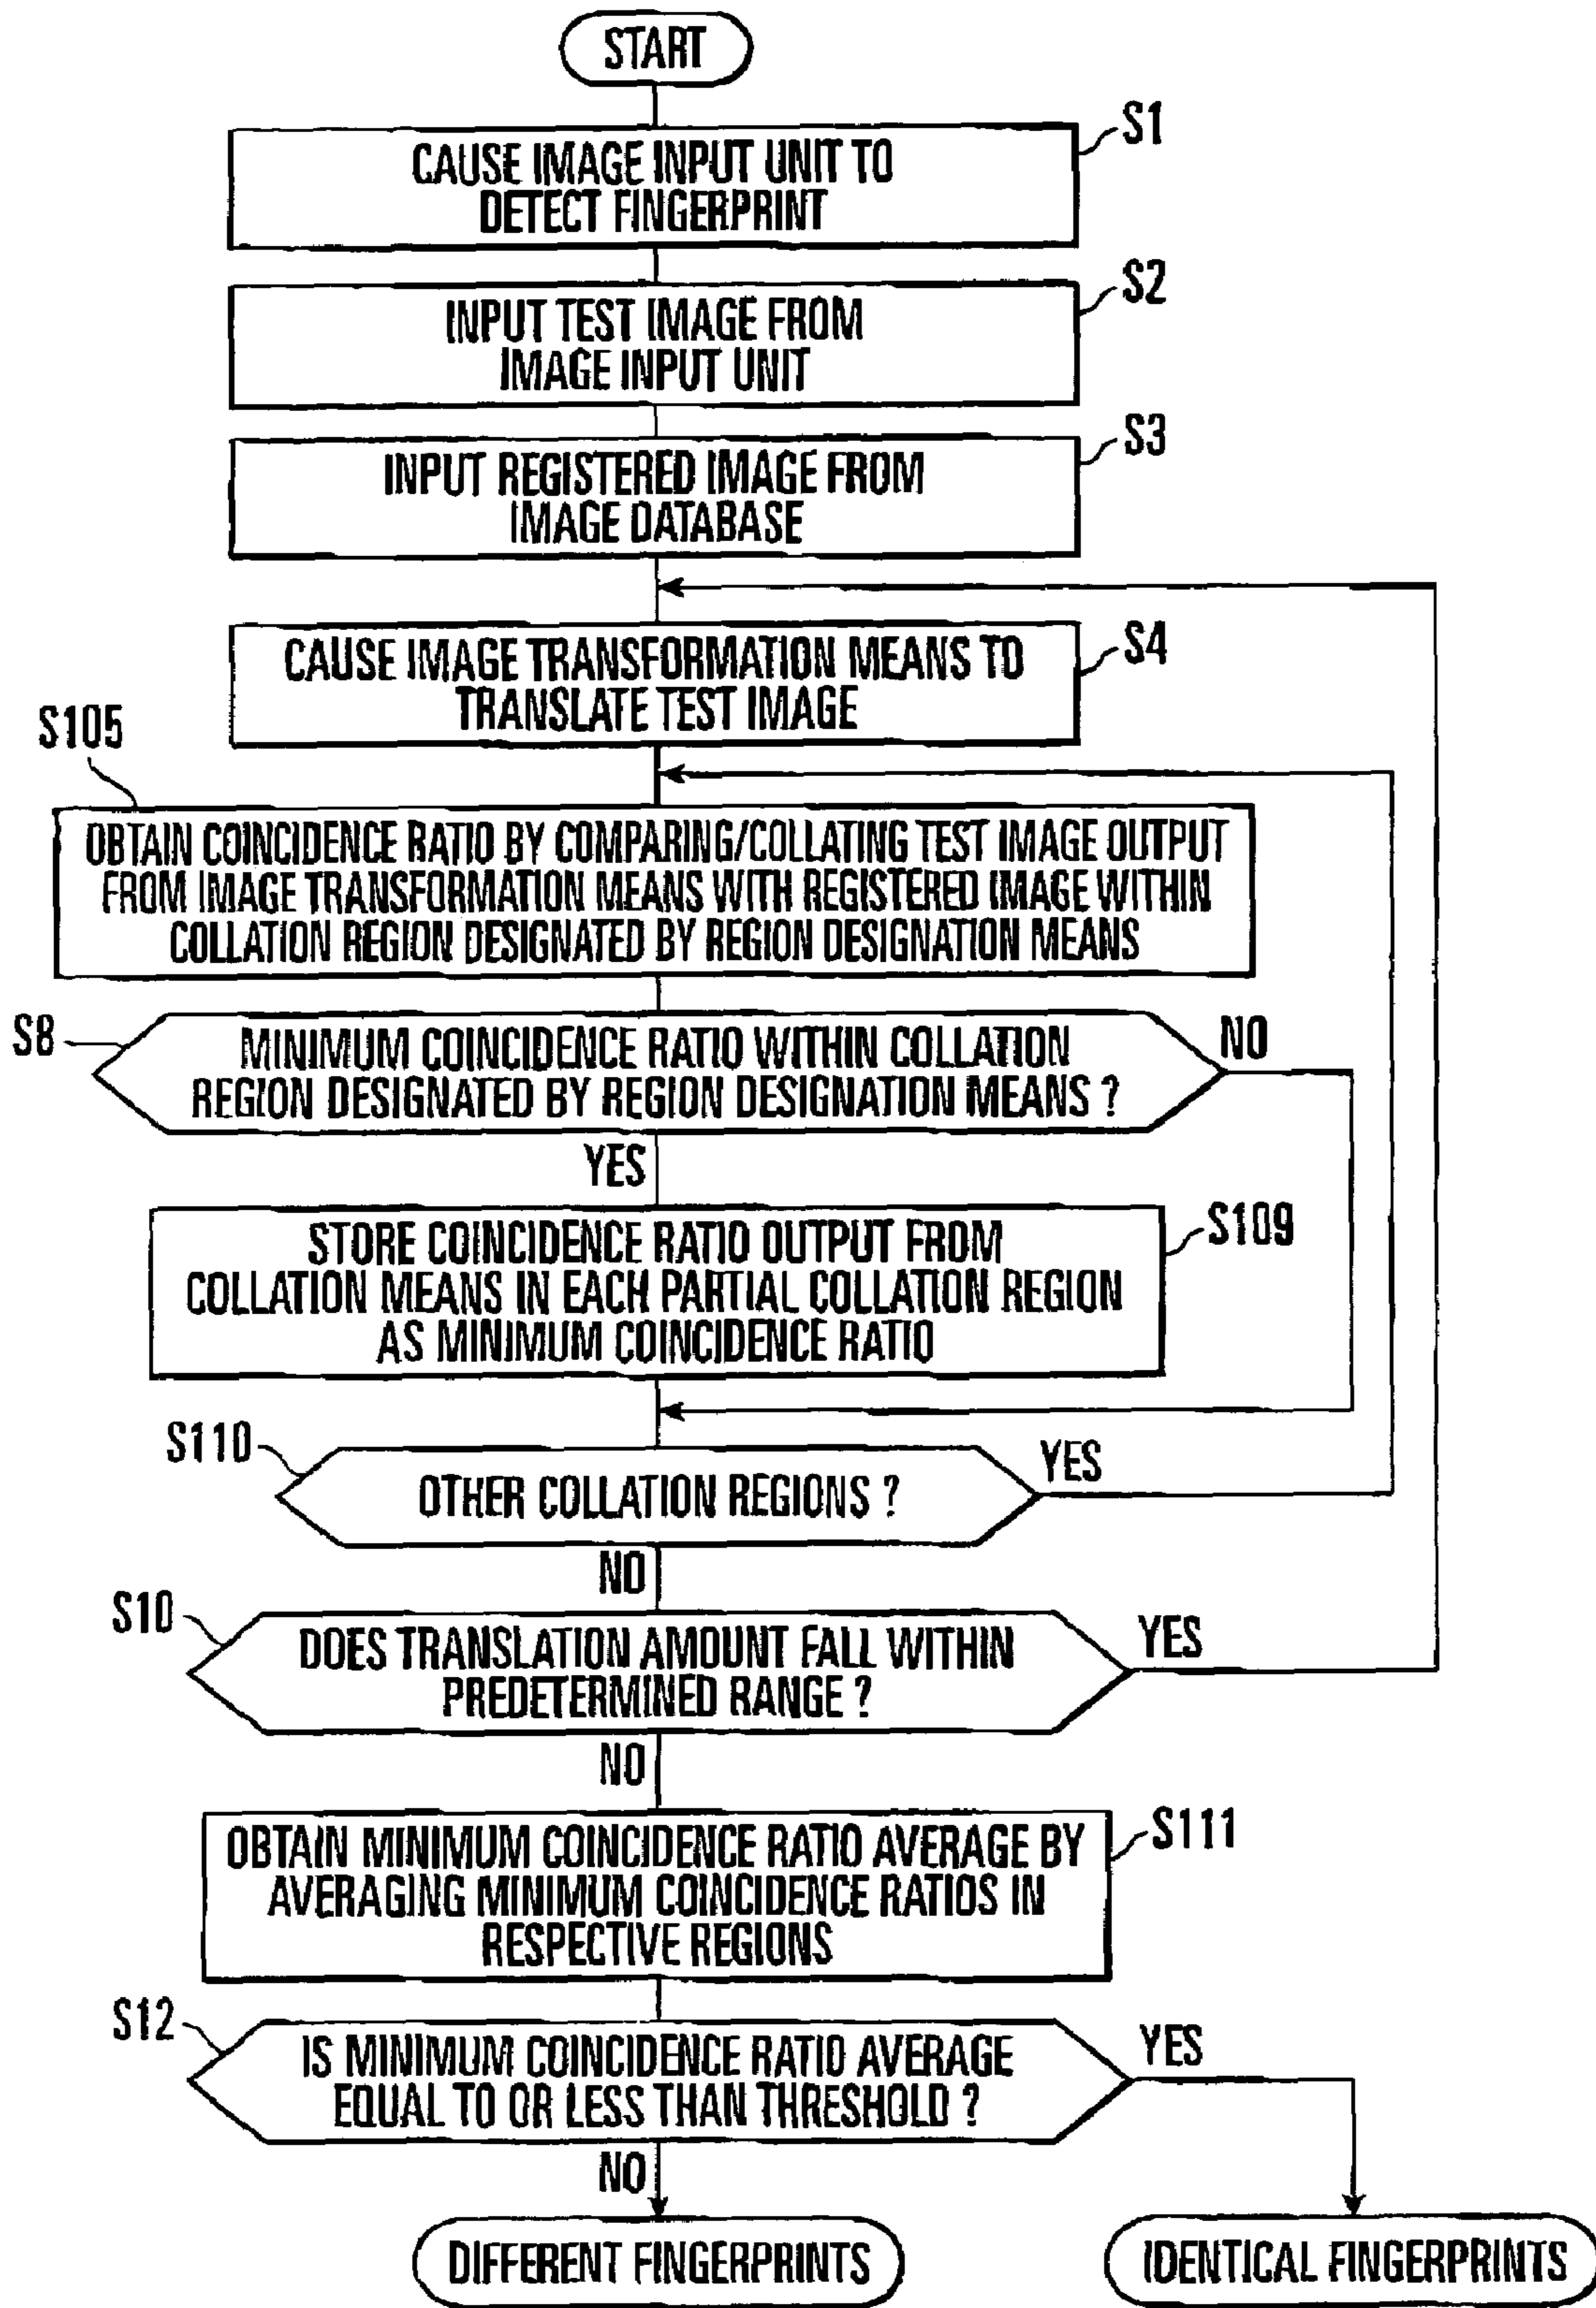 START
S1
CAUSE IMAGE INPUT UNIT TO
DETECT FINGERPRINT
S2
INPUT TEST IMAGE FROM
IMAGE INPUT UNIT
S3
INPUT REGISTERED IMAGE FROM
IMAGE DATABASE
S4
CAUSE IMAGE TRANSFORMATION MEANS TO
TRANSLATE TEST IMAGE
S105
OBTAIN COINCIDENCE RATIO BY COMPARING/COLLATING TEST IMAGE OUTPUT
FROM IMAGE TRANSFORMATION MEANS WITH REGISTERED IMAGE WITHIN
COLLATION REGION DESIGNATED BY REGION DESIGNATION MEANS
S8
MINIMUM COINCIDENCE RATIO WITHIN COLLATION
REGION DESIGNATED BY REGION DESIGNATION MEANS ?
NO
YES
S109
STORE COINCIDENCE RATIO OUTPUT FROM
COLLATION MEANS IN EACH PARTIAL COLLATION REGION
AS MINIMUM COINCIDENCE RATIO
S110
OTHER COLLATION REGIONS ?
YES
NO
S10
DOES TRANSLATION AMOUNT FALL WITHIN
PREDETERMINED RANGE ?
YES
NO
S111
OBTAIN MINIMUM COINCIDENCE RATIO AVERAGE BY
AVERAGING MINIMUM COINCIDENCE RATIOS IN
RESPECTIVE REGIONS
S12
IS MINIMUM COINCIDENCE RATIO AVERAGE
EQUAL TO OR LESS THAN THRESHOLD ?
YES
NO
DIFFERENT FINGERPRINTS
IDENTICAL FINGERPRINTS